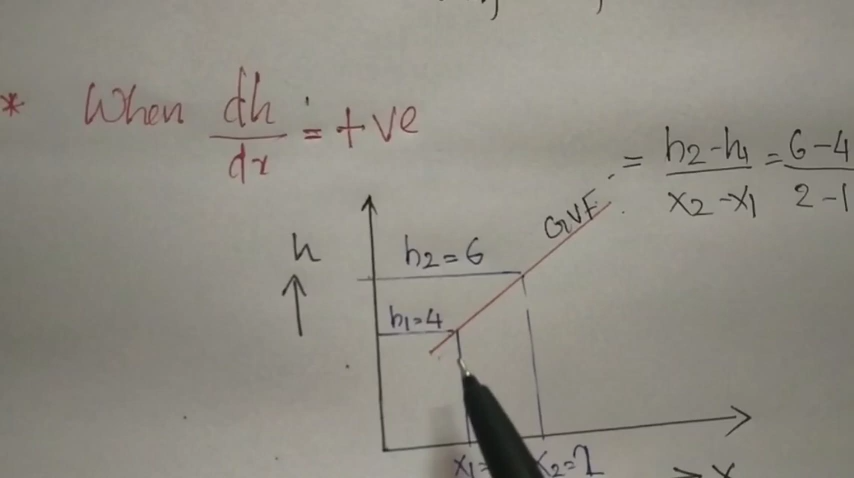 * When dh/dx = +ve
= h2-h1/x2-x1 = 6-4/2-1
GVF
h
h2=6
h1=4
x1= x2=2
x